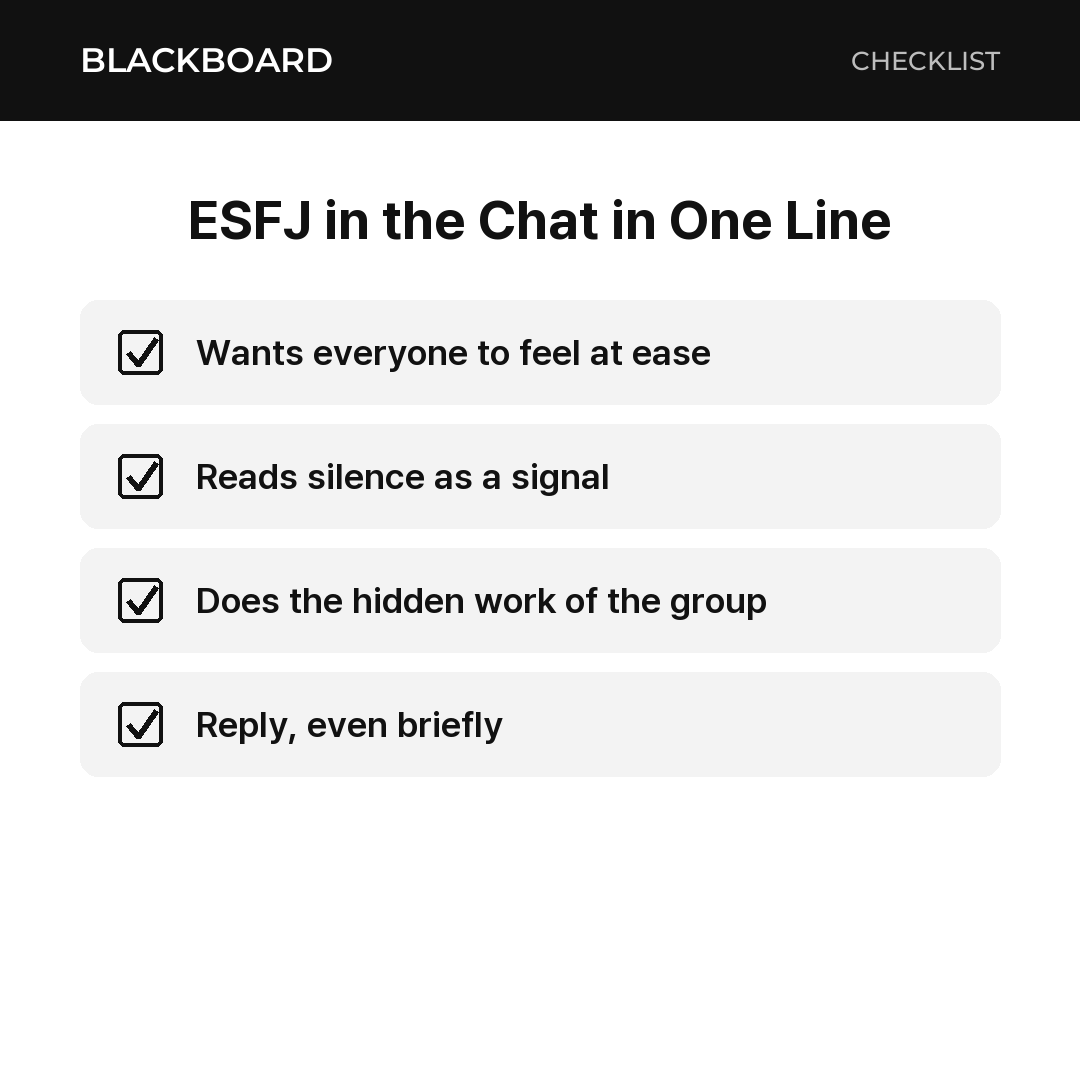 BLACKBOARD
CHECKLIST
ESFJ in the Chat in One Line
Wants everyone to feel at ease
Reads silence as a signal
Does the hidden work of the group
Reply, even briefly